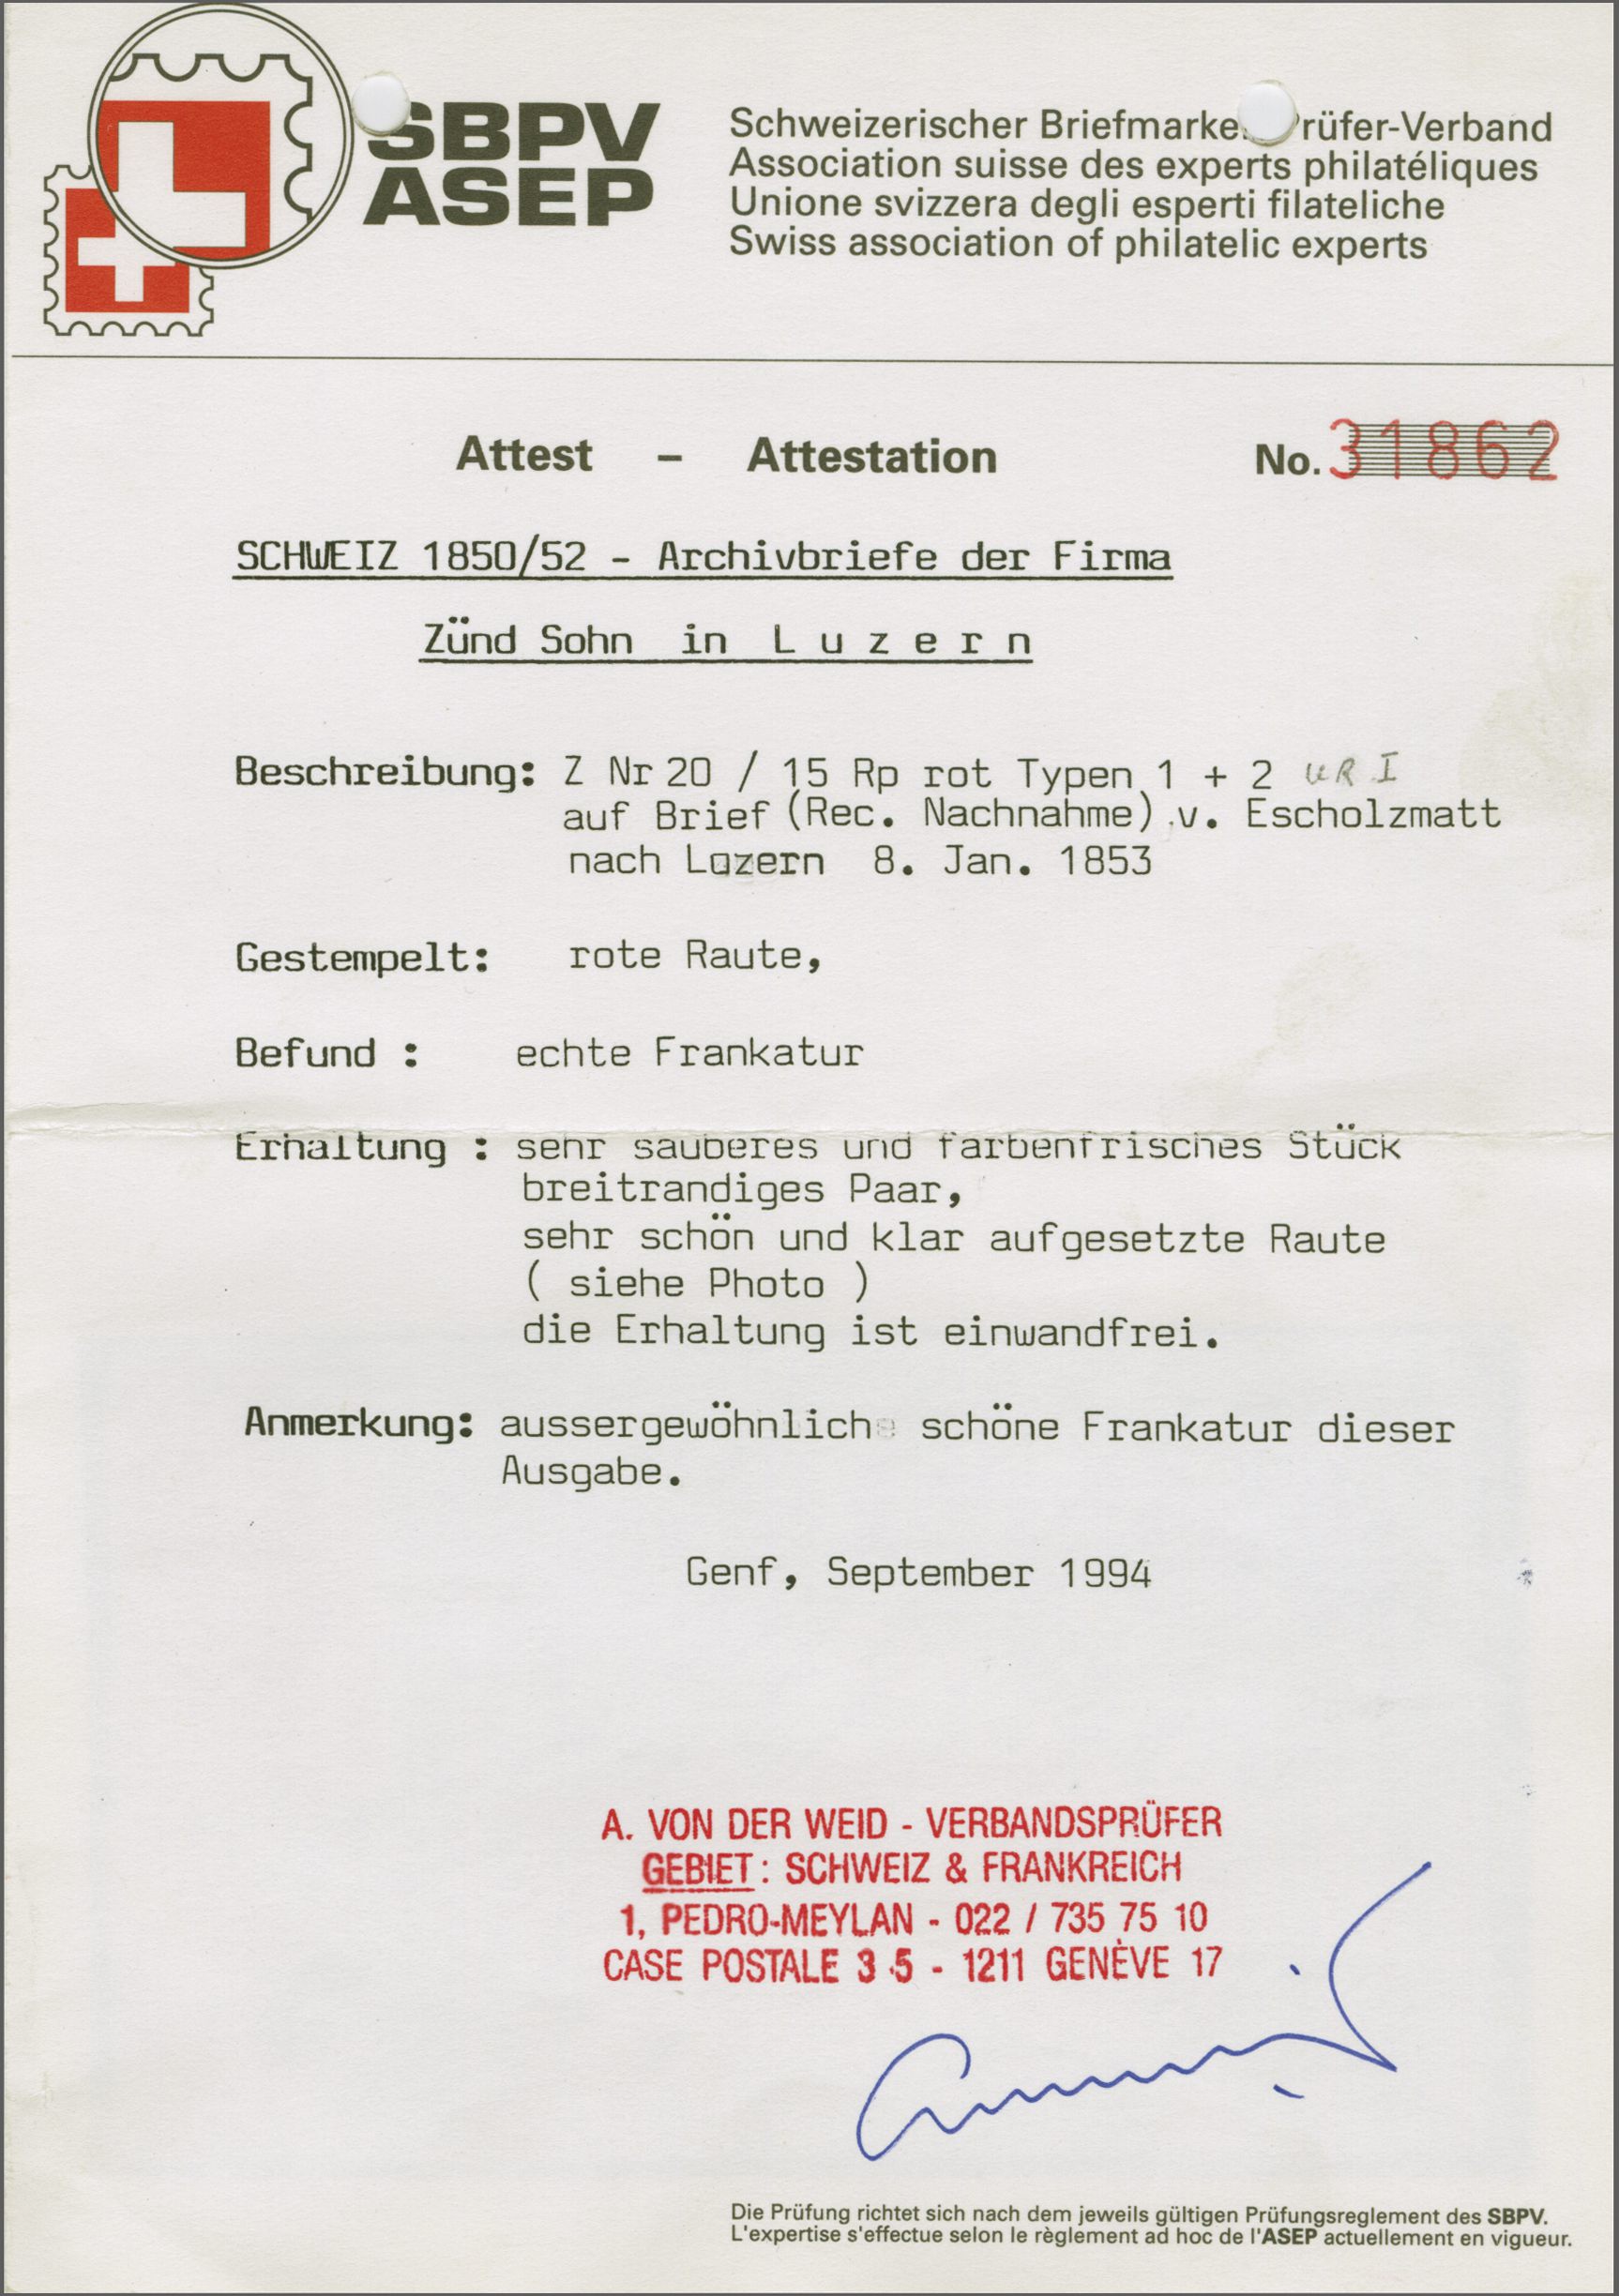 SBPV
ASEP
Schweizerischer Briefmarken-Prüfer-Verband
Association suisse des experts philatéliques
Unione svizzera degli esperti filateliche
Swiss association of philatelic experts
Attest - Attestation No. 31862
SCHWEIZ 1850/52 - Archivbriefe der Firma
Zünd Sohn in L u z e r n
Beschreibung: Z Nr 20 / 15 Rp rot Typen 1 + 2 UR I
auf Brief (Rec. Nachnahme) v. Escholzmatt
nach Luzern 8. Jan. 1853
Gestempelt: rote Raute,
Befund : echte Frankatur
Erhaltung : sehr sauberes und farbenfrisches Stück
breitrandiges Paar,
sehr schön und klar aufgesetzte Raute
( siehe Photo )
die Erhaltung ist einwandfrei.
Anmerkung: aussergewöhnlich schöne Frankatur dieser
Ausgabe.
Genf, September 1994
A. VON DER WEID - VERBANDSPRÜFER
GEBIET : SCHWEIZ & FRANKREICH
1, PEDRO-MEYLAN - 022 / 735 75 10
CASE POSTALE 3 5 - 1211 GENÈVE 17
Die Prüfung richtet sich nach dem jeweils gültigen Prüfungsreglement des SBPV.
L'expertise s'effectue selon le règlement ad hoc de l'ASEP actuellement en vigueur.